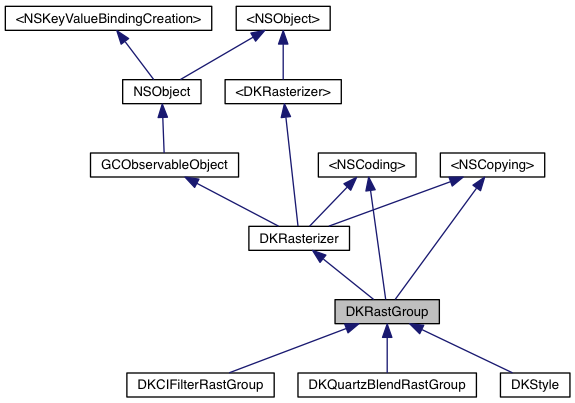 <NSKeyValueBindingCreation>
<NSObject>
NSObject
<DKRasterizer>
GCObservableObject
<NSCoding>
<NSCopying>
DKRasterizer
DKRastGroup
DKCIFilterRastGroup
DKQuartzBlendRastGroup
DKStyle